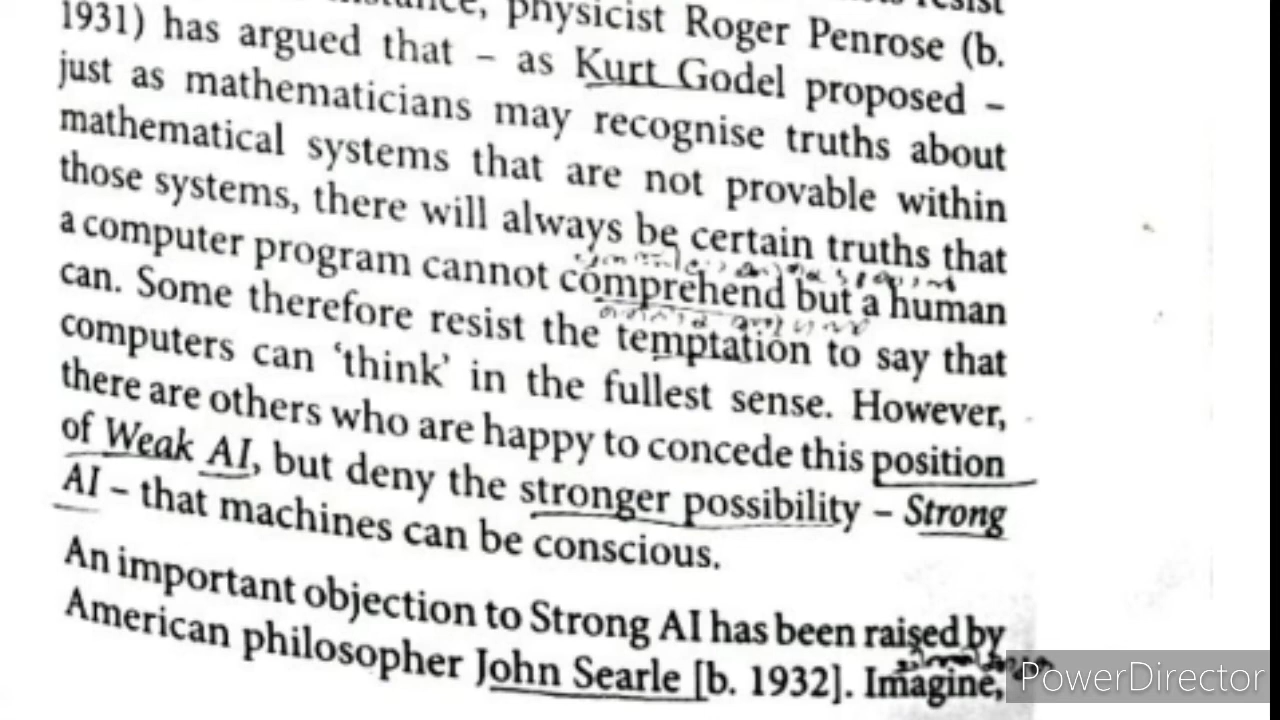 physicist Roger Penrose (b.
1931) has argued that – as Kurt Godel proposed –
just as mathematicians may recognise truths about
mathematical systems that are not provable within
those systems, there will always be certain truths that
a computer program cannot comprehend but a human
can. Some therefore resist the temptation to say that
computers can ‘think’ in the fullest sense. However,
there are others who are happy to concede this position
of Weak AI, but deny the stronger possibility – Strong
AI – that machines can be conscious.
An important objection to Strong AI has been raised by
American philosopher John Searle [b. 1932]. Imagine,
PowerDirector